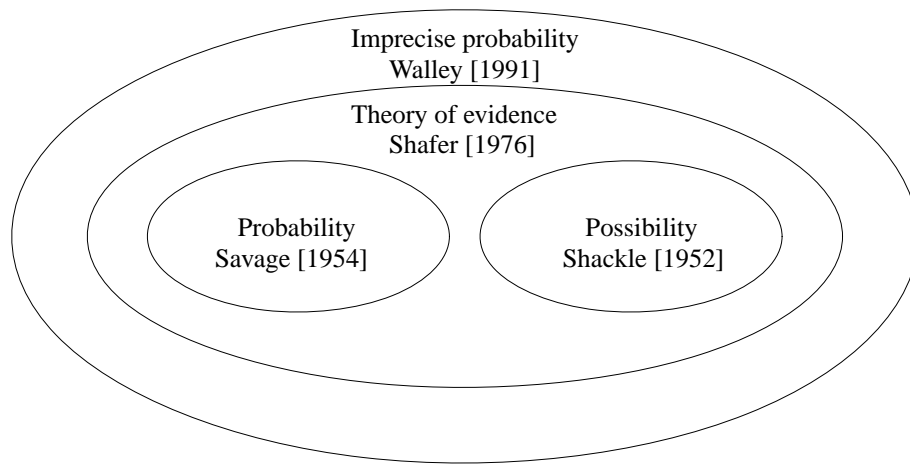 Imprecise probability
Walley [1991]
Theory of evidence
Shafer [1976]
Probability
Savage [1954]
Possibility
Shackle [1952]